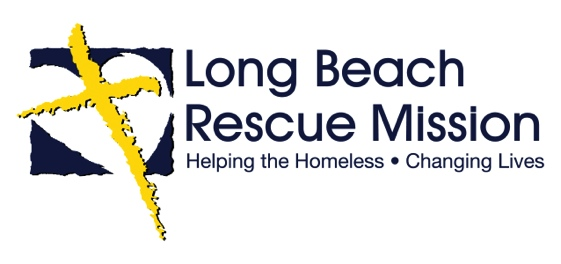 Long Beach
Rescue Mission
Helping the Homeless • Changing Lives